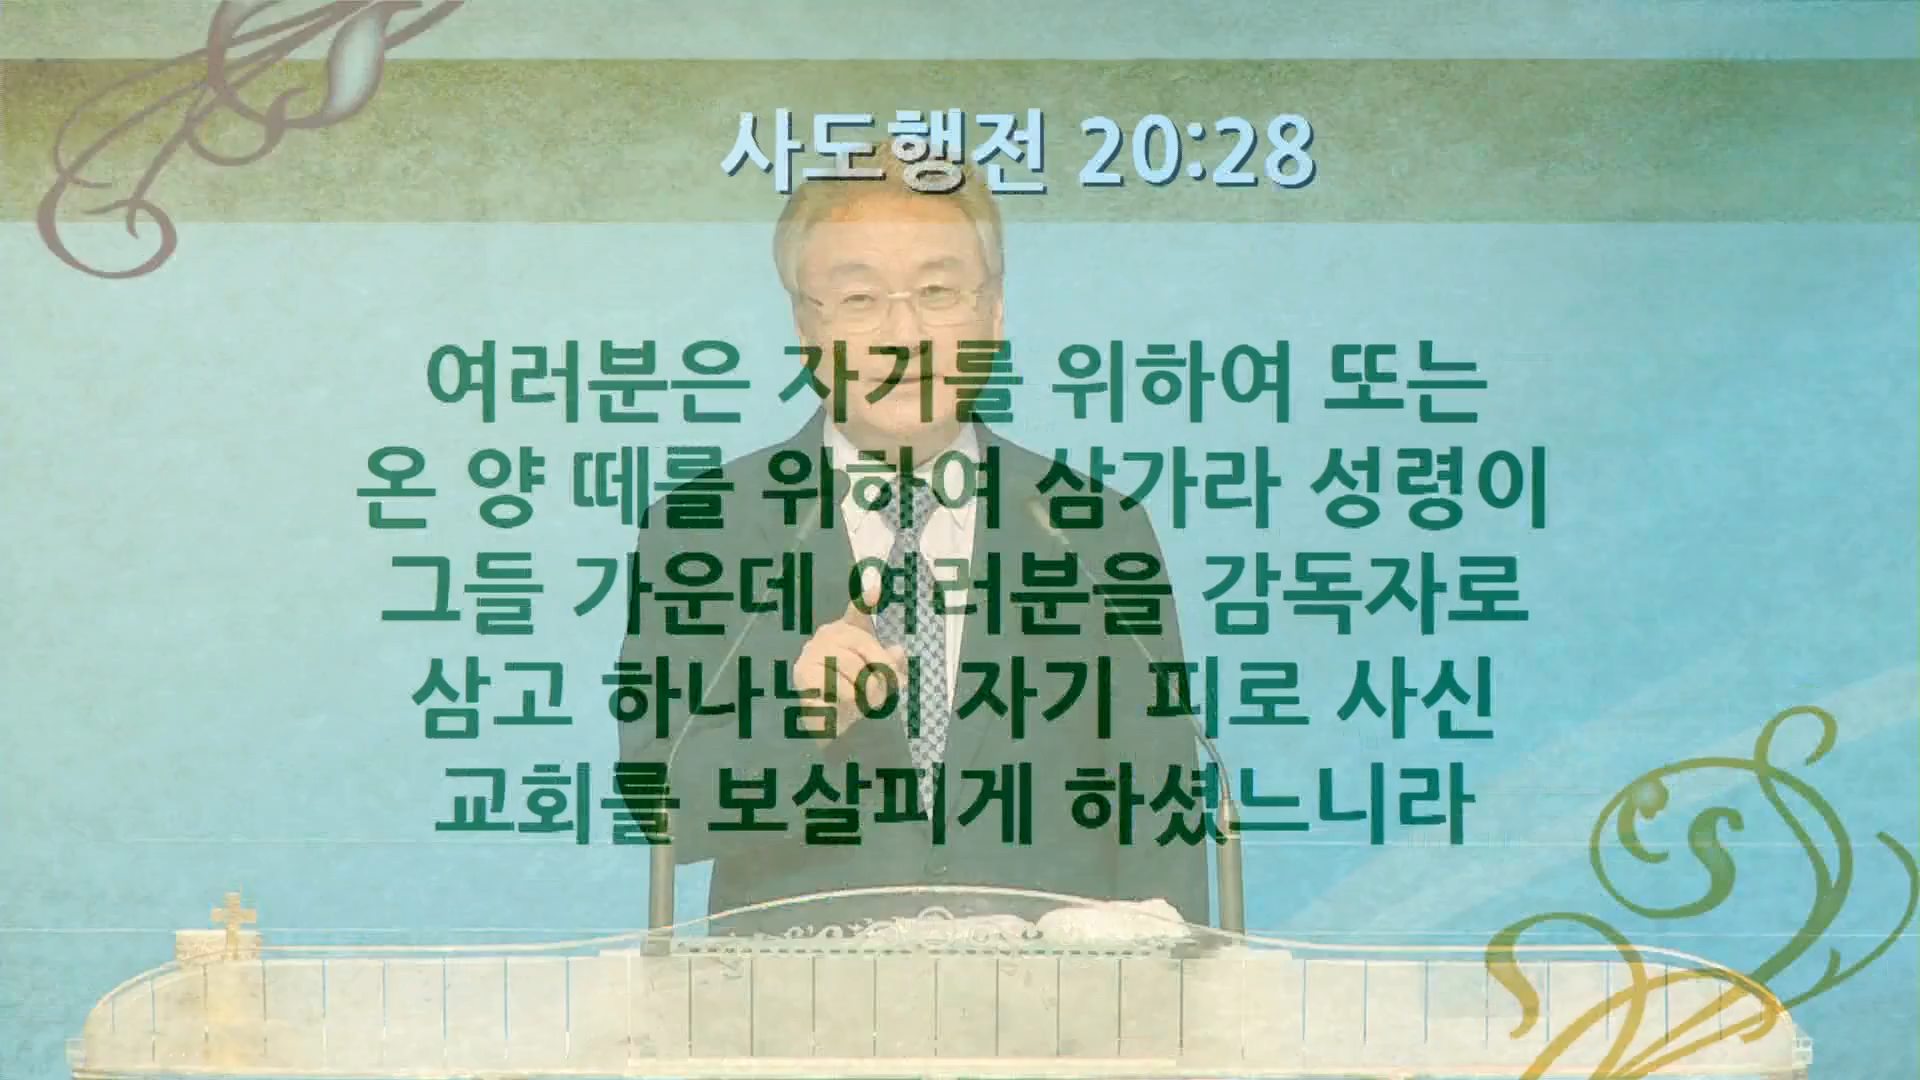 사도행전 20:28
여러분은 자기를 위하여 또는
온 양 떼를 위하여 삼가라 성령이
그들 가운데 여러분을 감독자로
삼고 하나님이 자기 피로 사신
교회를 보살피게 하셨느니라